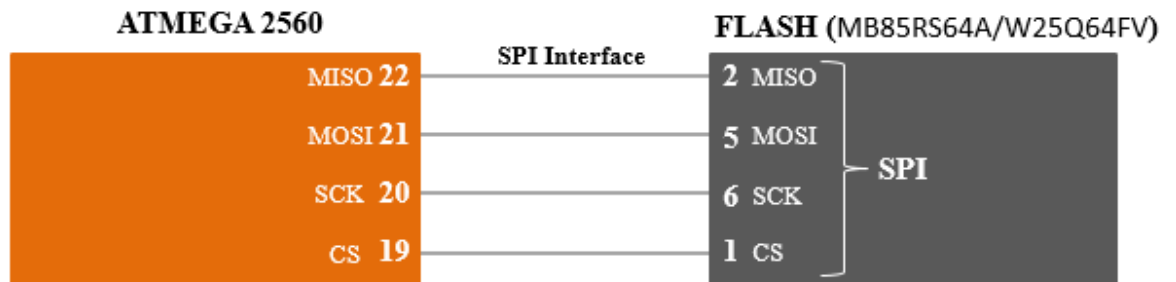 ATMEGA 2560
FLASH (MB85RS64A/W25Q64FV)
SPI Interface
MISO 22
2 MISO
MOSI 21
5 MOSI
SPI
SCK 20
6 SCK
CS 19
1 CS